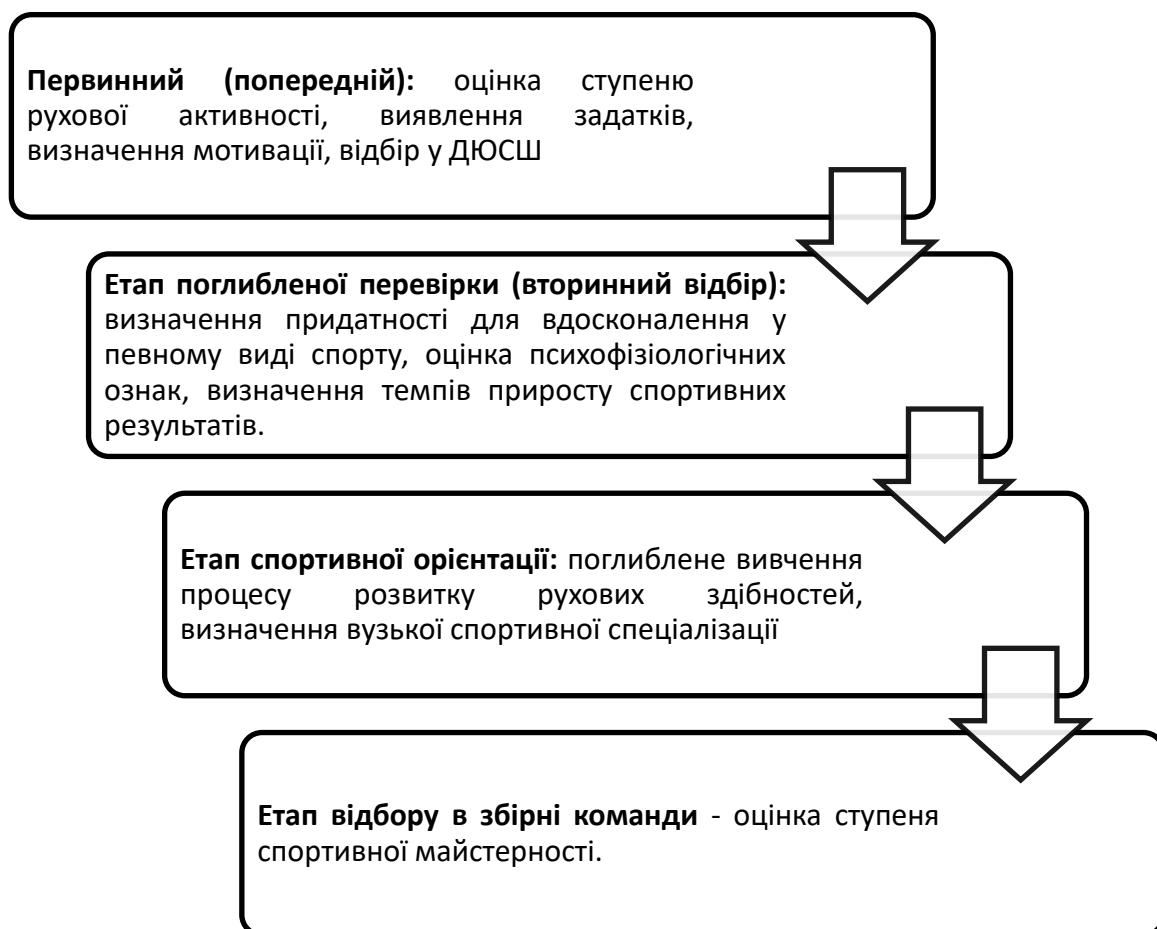 Первинний (попередній): оцінка ступеню
рухової активності, виявлення задатків,
визначення мотивації, відбір у ДЮСШ
Етап поглибленої перевірки (вторинний відбір):
визначення придатності для вдосконалення у
певному виді спорту, оцінка психофізіологічних
ознак, визначення темпів приросту спортивних
результатів.
Етап спортивної орієнтації: поглиблене вивчення
процесу розвитку рухових здібностей,
визначення вузької спортивної спеціалізації
Етап відбору в збірні команди - оцінка ступеня
спортивної майстерності.